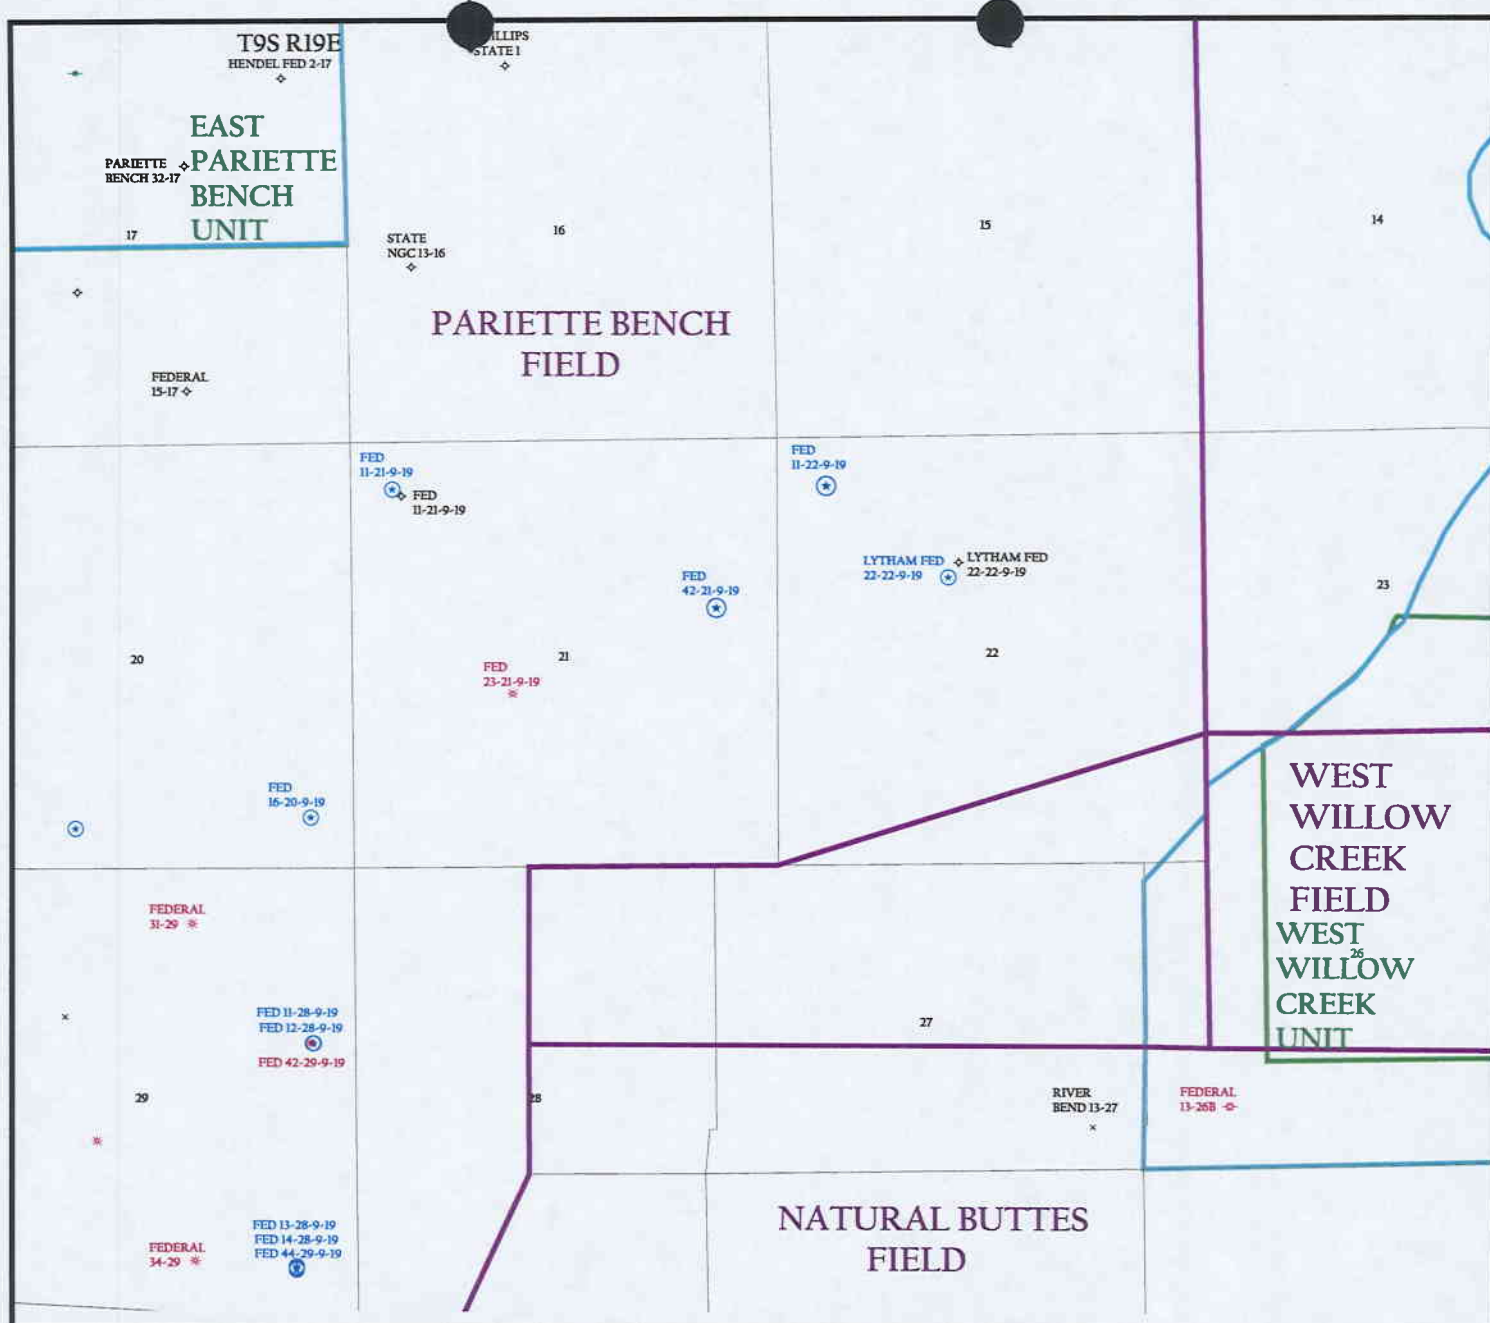 T9S R19E
HENDEL FED 2-17
STATE 1
EAST
PARIETTE
BENCH
UNIT
PARIETTE
BENCH 32-17
17
STATE
NGC 13-16
16
15
14
PARIETTE BENCH
FIELD
FEDERAL
15-17
FED
11-21-9-19
FED
11-21-9-19
FED
11-22-9-19
LYTHAM FED
22-22-9-19
LYTHAM FED
22-22-9-19
FED
42-21-9-19
23
20
21
22
FED
23-21-9-19
FED
16-20-9-19
WEST
WILLOW
CREEK
FIELD
WEST
WILLOW
CREEK
UNIT
26
FEDERAL
31-29
FED 11-28-9-19
FED 12-28-9-19
FED 42-29-9-19
27
29
28
RIVER
BEND 13-27
FEDERAL
13-26B
FED 13-28-9-19
FED 14-28-9-19
FED 44-29-9-19
FEDERAL
34-29
NATURAL BUTTES
FIELD